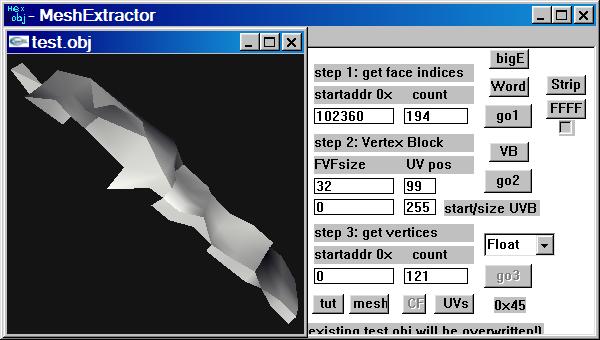 Hex
obj - MeshExtractor
test.obj
bigE
step 1: get face indices
Word
Strip
startaddr 0x count
FFFF
102360 194
go1
step 2: Vertex Block
VB
FVFsize UV pos
go2
32 99
0 255 start/size UVB
step 3: get vertices
Float
startaddr 0x count
0 121
go3
tut mesh CF UVs 0x45
existing test.obj will be overwritten!)